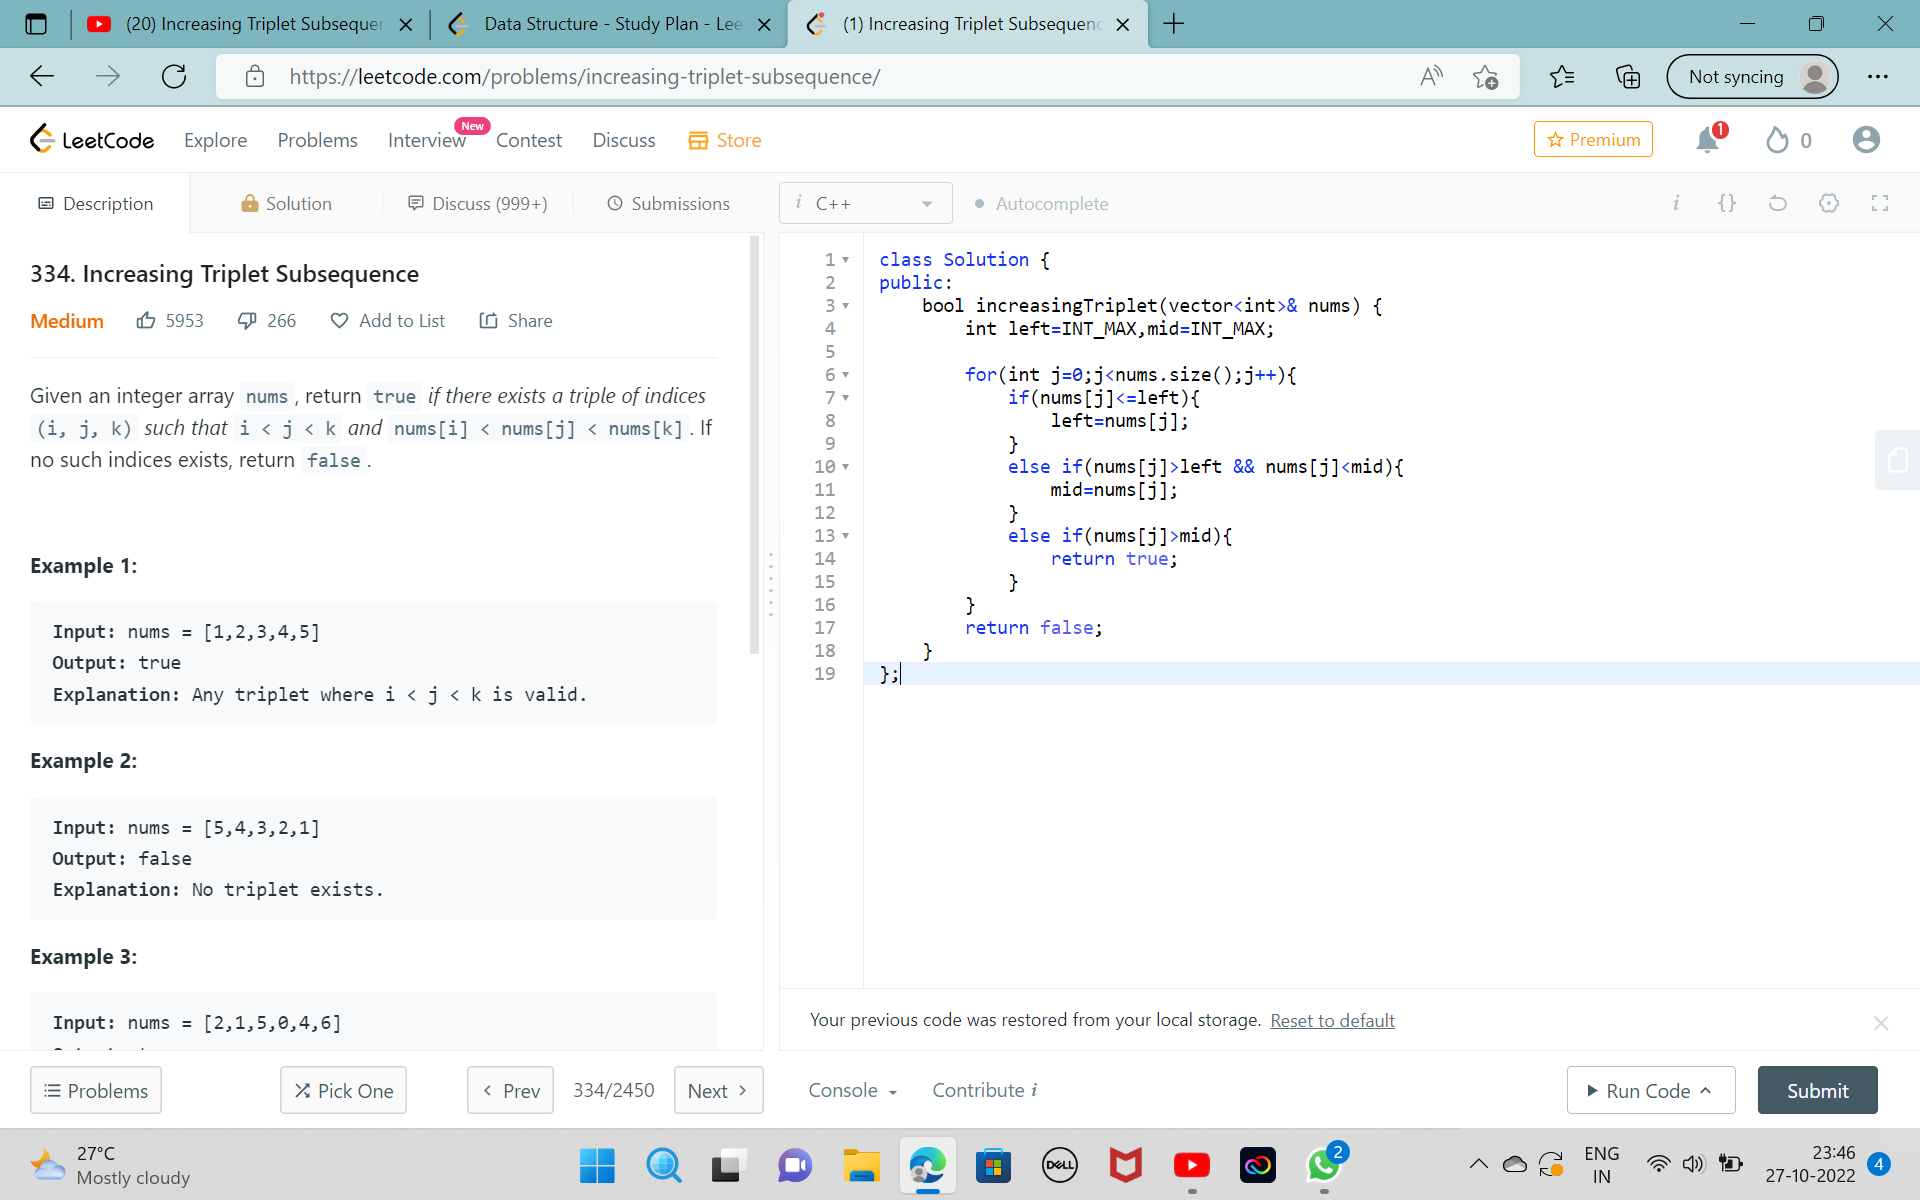 (20) Increasing Triplet Subsequen
Data Structure - Study Plan - Lee
(1) Increasing Triplet Subsequenc
https://leetcode.com/problems/increasing-triplet-subsequence/
Not syncing
LeetCode
Explore
Problems
Interview
New
Contest
Discuss
Store
Premium
1
0
Description
Solution
Discuss (999+)
Submissions
i C++
Autocomplete
i {}
334. Increasing Triplet Subsequence
Medium
5953
266
Add to List
Share
Given an integer array nums , return true if there exists a triple of indices
(i, j, k) such that i < j < k and nums[i] < nums[j] < nums[k] . If
no such indices exists, return false .
Example 1:
Input: nums = [1,2,3,4,5]
Output: true
Explanation: Any triplet where i < j < k is valid.
Example 2:
Input: nums = [5,4,3,2,1]
Output: false
Explanation: No triplet exists.
Example 3:
Input: nums = [2,1,5,0,4,6]
1 class Solution {
2 public:
3 bool increasingTriplet(vector<int>& nums) {
4 int left=INT_MAX,mid=INT_MAX;
5
6 for(int j=0;j<nums.size();j++){
7 if(nums[j]<=left){
8 left=nums[j];
9 }
10 else if(nums[j]>left && nums[j]<mid){
11 mid=nums[j];
12 }
13 else if(nums[j]>mid){
14 return true;
15 }
16 }
17 return false;
18 }
19 };
Your previous code was restored from your local storage. Reset to default
Problems
Pick One
Prev
334/2450
Next
Console
Contribute i
Run Code
Submit
27°C
Mostly cloudy
DELL
2
ENG
IN
23:46
27-10-2022
4